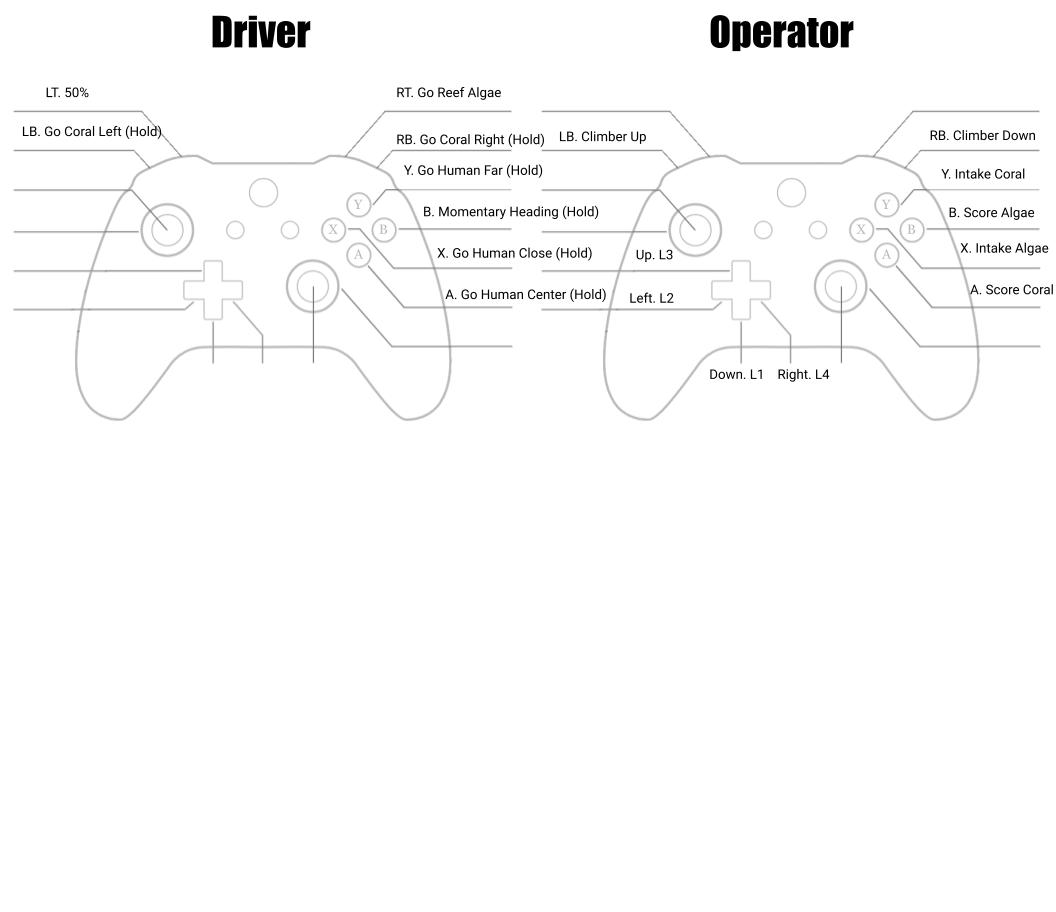 Driver
LT. 50%
RT. Go Reef Algae
LB. Go Coral Left (Hold)
RB. Go Coral Right (Hold)
Y. Go Human Far (Hold)
Y
B. Momentary Heading (Hold)
X
B
X. Go Human Close (Hold)
A
A. Go Human Center (Hold)
Operator
LB. Climber Up
RB. Climber Down
Y. Intake Coral
Y
B. Score Algae
X
B
X. Intake Algae
Up. L3
A
A. Score Coral
Left. L2
Down. L1
Right. L4